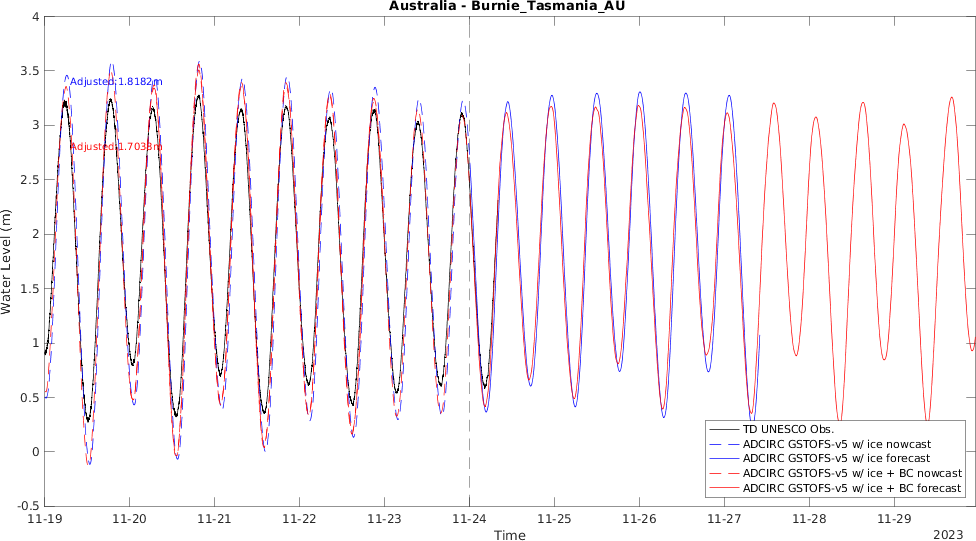 Australia - Burnie_Tasmania_AU
4
3.5
3
2.5
2
1.5
1
0.5
0
-0.5
Water Level (m)
Adjusted:1.8182m
Adjusted:1.7033m
TD UNESCO Obs.
ADCIRC GSTOFS-v5 w/ ice nowcast
ADCIRC GSTOFS-v5 w/ ice forecast
ADCIRC GSTOFS-v5 w/ ice + BC nowcast
ADCIRC GSTOFS-v5 w/ ice + BC forecast
11-19 11-20 11-21 11-22 11-23 11-24 11-25 11-26 11-27 11-28 11-29
Time
2023